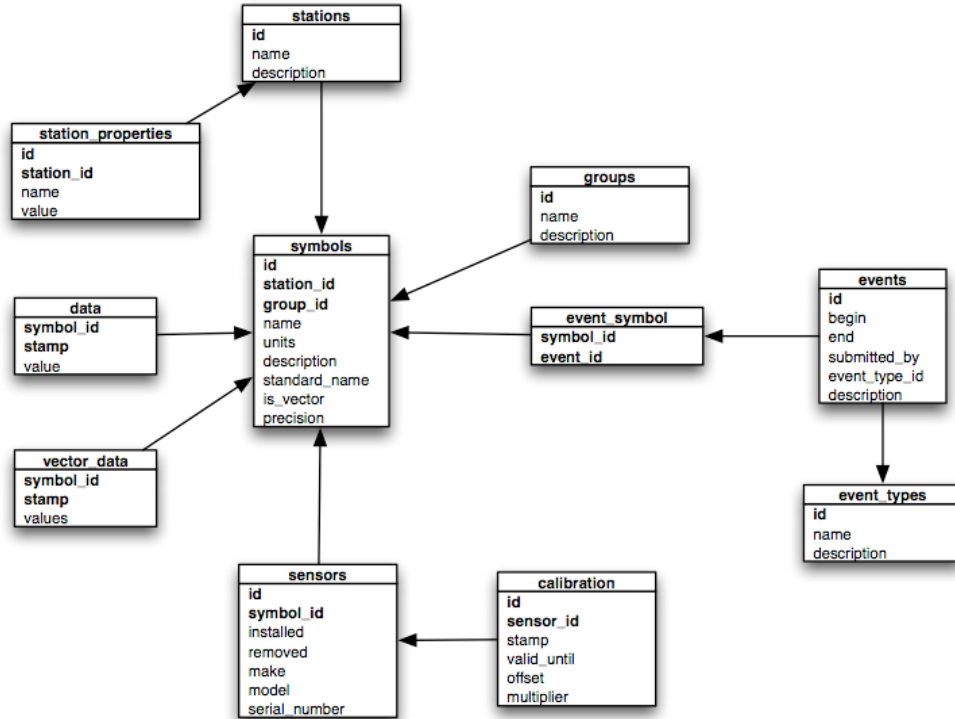 stations
id
name
description
station_properties
id
station_id
name
value
groups
id
name
description
symbols
id
station_id
group_id
name
units
description
standard_name
is_vector
precision
data
symbol_id
stamp
value
event_symbol
symbol_id
event_id
events
id
begin
end
submitted_by
event_type_id
description
vector_data
symbol_id
stamp
values
event_types
id
name
description
sensors
id
symbol_id
installed
removed
make
model
serial_number
calibration
id
sensor_id
stamp
valid_until
offset
multiplier